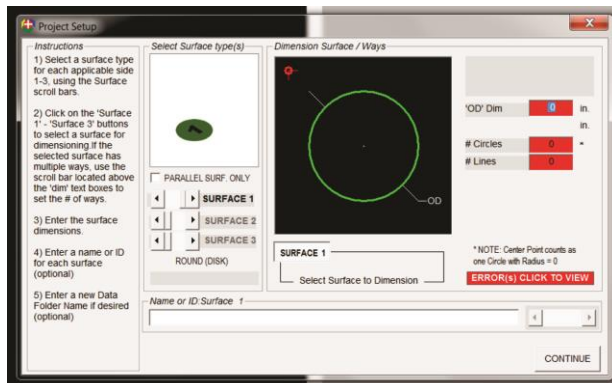 Project Setup
Instructions
1) Select a surface type
for each applicable side
1-3, using the Surface
scroll bars.
2) Click on the 'Surface
1' - 'Surface 3' buttons
to select a surface for
dimensioning.If the
selected surface has
multiple ways, use the
scroll bar located above
the 'dim' text boxes to
set the # of ways.
3) Enter the surface
dimensions.
4) Enter a name or ID
for each surface
(optional)
5) Enter a new Data
Folder Name if desired
(optional)
Select Surface type(s)
PARALLEL SURF. ONLY
SURFACE 1
SURFACE 2
SURFACE 3
ROUND (DISK)
Dimension Surface / Ways
OD
SURFACE 1
Select Surface to Dimension
'OD' Dim 0 in.
in.
# Circles 0
# Lines 0
*NOTE: Center Point counts as
one Circle with Radius = 0
ERROR(s) CLICK TO VIEW
Name or ID:Surface 1
CONTINUE